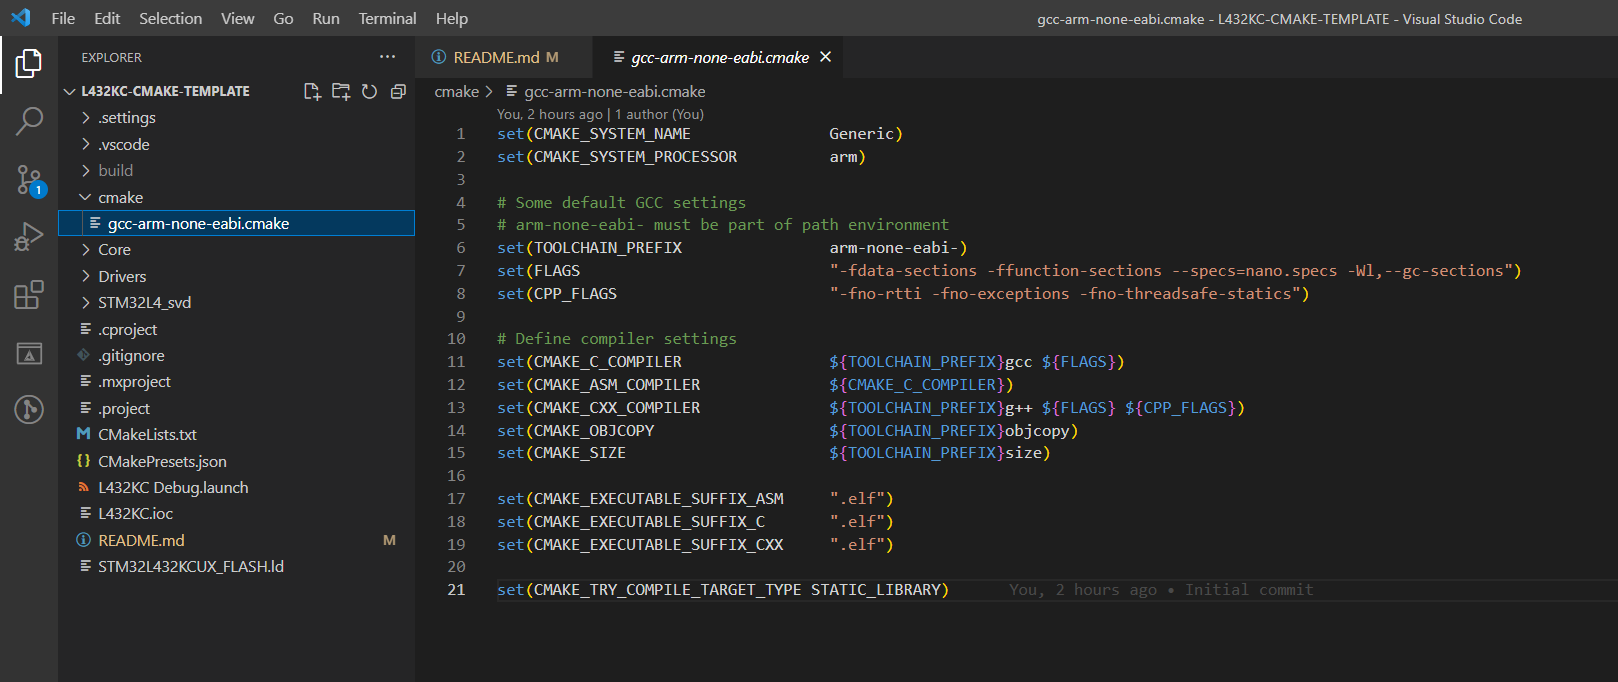 File Edit Selection View Go Run Terminal Help
gcc-arm-none-eabi.cmake - L432KC-CMAKE-TEMPLATE - Visual Studio Code
EXPLORER
L432KC-CMAKE-TEMPLATE
.settings
.vscode
build
cmake
gcc-arm-none-eabi.cmake
Core
Drivers
STM32L4_svd
.cproject
.gitignore
.mxproject
.project
CMakeLists.txt
CMakePresets.json
L432KC Debug.launch
L432KC.ioc
README.md M
STM32L432KCUX_FLASH.ld
1
README.md M
gcc-arm-none-eabi.cmake
cmake > gcc-arm-none-eabi.cmake
You, 2 hours ago | 1 author (You)
1 set(CMAKE_SYSTEM_NAME Generic)
2 set(CMAKE_SYSTEM_PROCESSOR arm)
3
4 # Some default GCC settings
5 # arm-none-eabi- must be part of path environment
6 set(TOOLCHAIN_PREFIX arm-none-eabi-)
7 set(FLAGS "-fdata-sections -ffunction-sections --specs=nano.specs -Wl,--gc-sections")
8 set(CPP_FLAGS "-fno-rtti -fno-exceptions -fno-threadsafe-statics")
9
10 # Define compiler settings
11 set(CMAKE_C_COMPILER ${TOOLCHAIN_PREFIX}gcc ${FLAGS})
12 set(CMAKE_ASM_COMPILER ${CMAKE_C_COMPILER})
13 set(CMAKE_CXX_COMPILER ${TOOLCHAIN_PREFIX}g++ ${FLAGS} ${CPP_FLAGS})
14 set(CMAKE_OBJCOPY ${TOOLCHAIN_PREFIX}objcopy)
15 set(CMAKE_SIZE ${TOOLCHAIN_PREFIX}size)
16
17 set(CMAKE_EXECUTABLE_SUFFIX_ASM ".elf")
18 set(CMAKE_EXECUTABLE_SUFFIX_C ".elf")
19 set(CMAKE_EXECUTABLE_SUFFIX_CXX ".elf")
20
21 set(CMAKE_TRY_COMPILE_TARGET_TYPE STATIC_LIBRARY) You, 2 hours ago • Initial commit